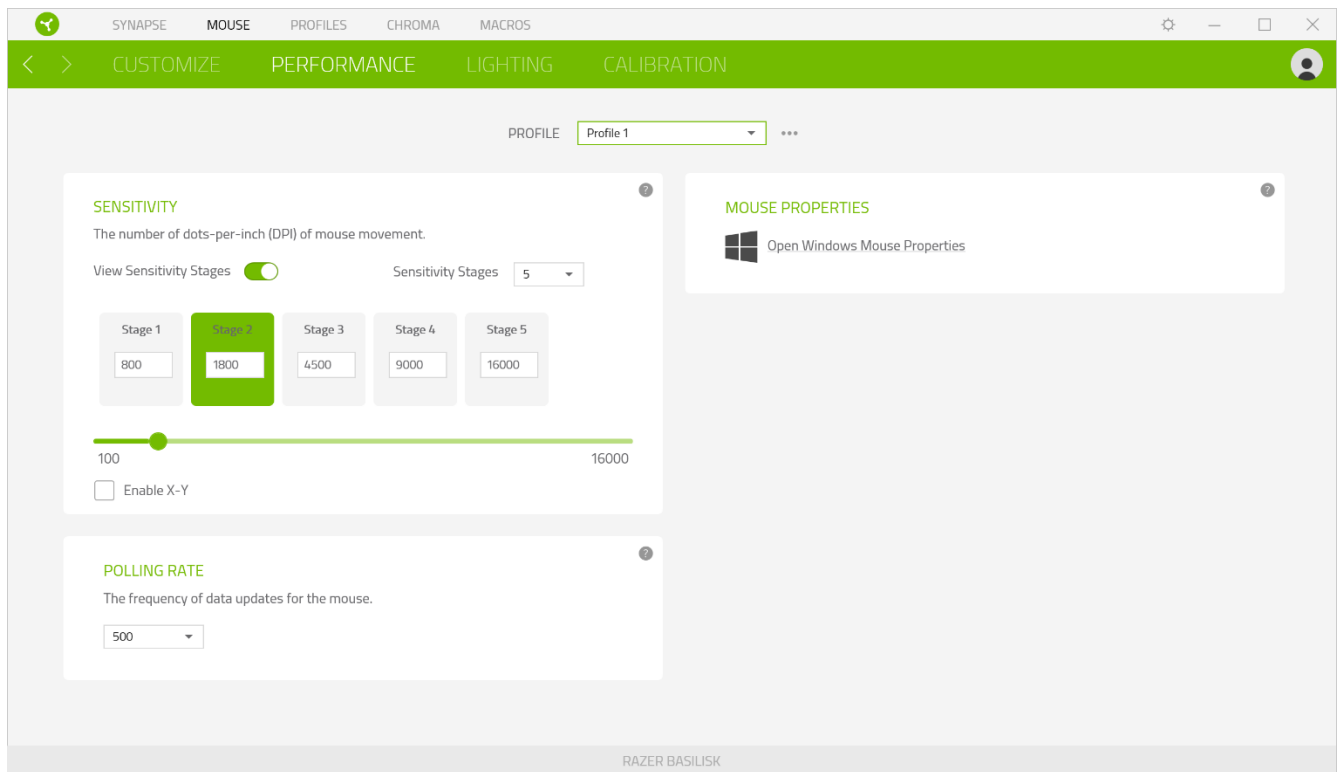 SYNAPSE MOUSE PROFILES CHROMA MACROS
CUSTOMIZE PERFORMANCE LIGHTING CALIBRATION
PROFILE Profile 1
SENSITIVITY
The number of dots-per-inch (DPI) of mouse movement.
View Sensitivity Stages Sensitivity Stages 5
Stage 1 Stage 2 Stage 3 Stage 4 Stage 5
800 1800 4500 9000 16000
100 16000
Enable X-Y
MOUSE PROPERTIES
Open Windows Mouse Properties
POLLING RATE
The frequency of data updates for the mouse.
500
RAZER BASILISK